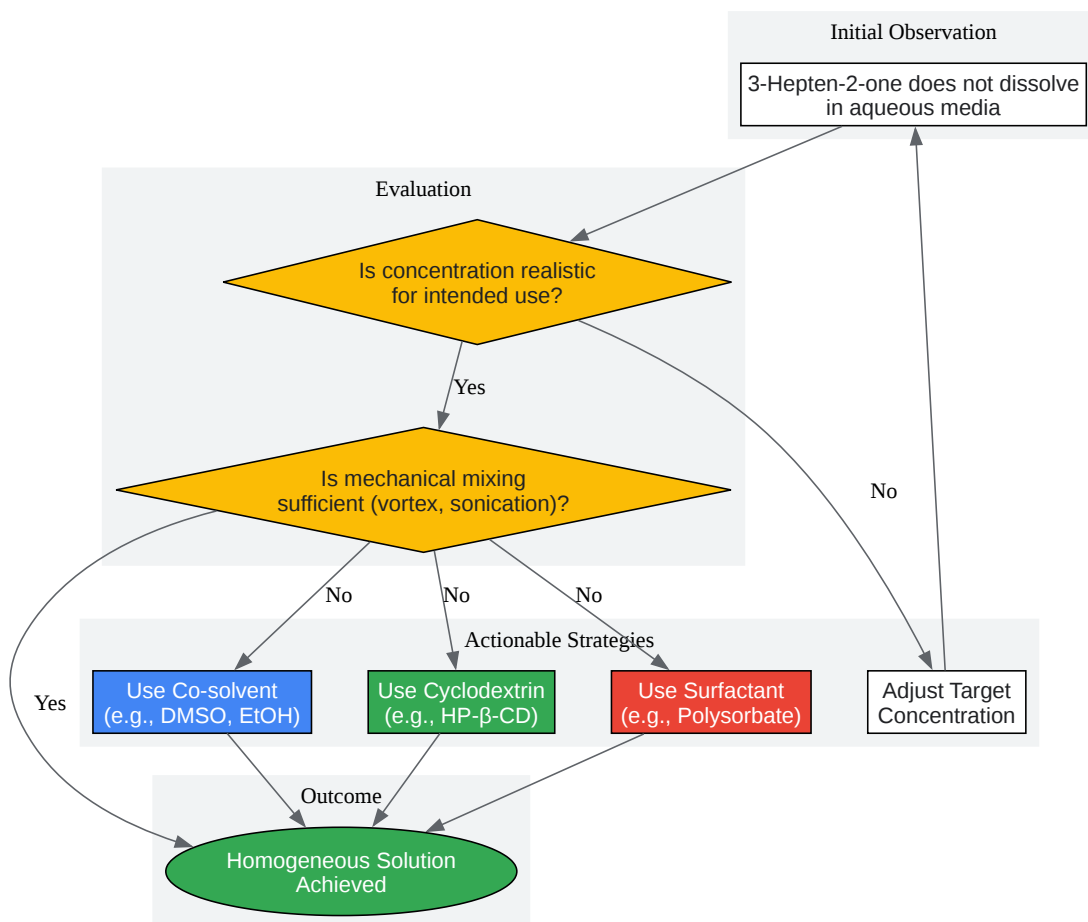 Initial Observation
3-Hepten-2-one does not dissolve
in aqueous media
Evaluation
Is concentration realistic
for intended use?
Yes
Is mechanical mixing
sufficient (vortex, sonication)?
No
No
No
No
Yes
Actionable Strategies
Use Co-solvent
(e.g., DMSO, EtOH)
Use Cyclodextrin
(e.g., HP-β-CD)
Use Surfactant
(e.g., Polysorbate)
Adjust Target
Concentration
Outcome
Homogeneous Solution
Achieved